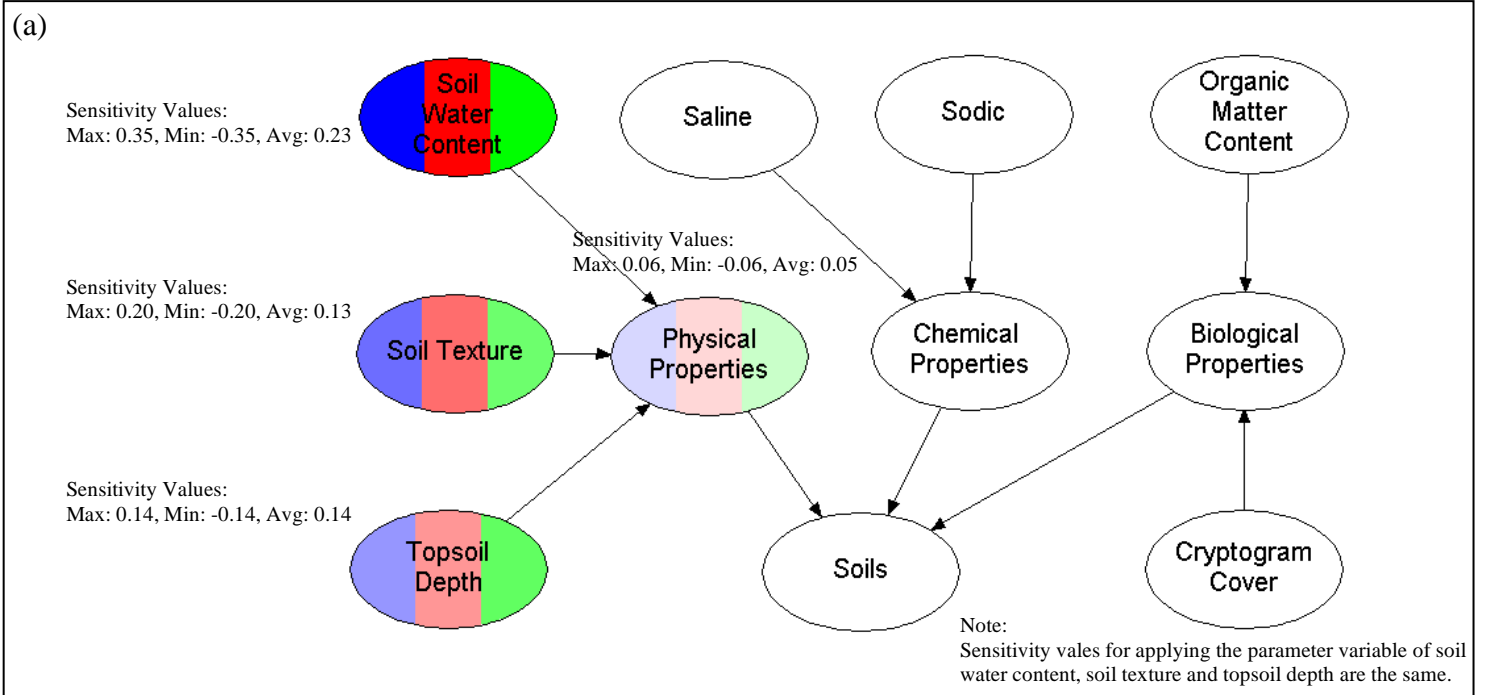 (a)
Sensitivity Values:
Max: 0.35, Min: -0.35, Avg: 0.23
Soil
Water
Content
Saline
Sodic
Organic
Matter
Content
Sensitivity Values:
Max: 0.06, Min: -0.06, Avg: 0.05
Sensitivity Values:
Max: 0.20, Min: -0.20, Avg: 0.13
Soil Texture
Physical
Properties
Chemical
Properties
Biological
Properties
Sensitivity Values:
Max: 0.14, Min: -0.14, Avg: 0.14
Topsoil
Depth
Soils
Cryptogram
Cover
Note:
Sensitivity vales for applying the parameter variable of soil
water content, soil texture and topsoil depth are the same.